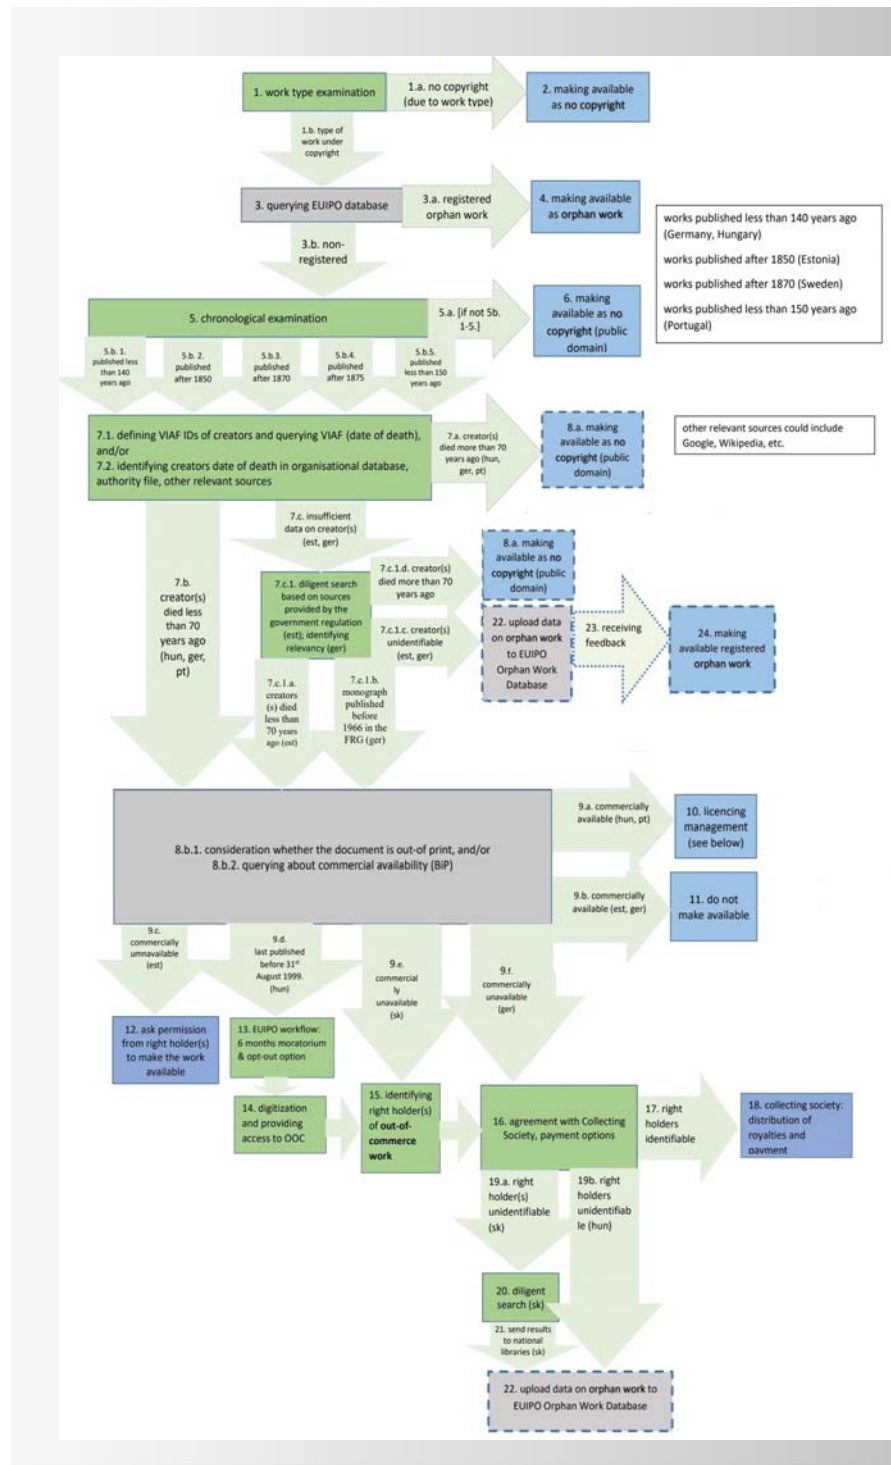 1. work type examination
1.a. no copyright
(due to work type)
2. making available
as no copyright
1.b. type of
work under
copyright
3. querying EUIPO database
3.a. registered
orphan work
4. making available
as orphan work
works published less than 140 years ago
(Germany, Hungary)
works published after 1850 (Estonia)
works published after 1870 (Sweden)
works published less than 150 years ago
(Portugal)
3.b. non-
registered
5. chronological examination
5.a. [if not 5b.
1-5.]
6. making
available as no
copyright (public
domain)
5.b. 1.
published less
than 140
years ago
5.b. 2.
published
after 1850
5.b.3.
published
after 1870
5.b.4.
published
after 1875
5.b.5.
published
less than 150
years ago
7.1. defining VIAF IDs of creators and querying VIAF (date of death),
and/or
7.2. identifying creators date of death in organisational database,
authority file, other relevant sources
7.a. creator(s)
died more than 70
years ago (hun,
ger, pt)
8.a. making
available as no
copyright (public
domain)
other relevant sources could include
Google, Wikipedia, etc.
7.b.
creator(s)
died less
than 70
years ago
(hun, ger,
pt)
7.c. insufficient
data on creator(s)
(est, ger)
7.c.1. diligent search
based on sources
provided by the
government regulation
(est); identifying
relevancy (ger)
7.c.1.d. creator(s)
died more than 70
years ago
8.a. making
available as no
copyright (public
domain)
7.c.1.c. creator(s)
unidentifiable
(est, ger)
22. upload data
on orphan work
to EUIPO
Orphan Work
Database
23. receiving
feedback
24. making
available registered
orphan work
7.c.1.a.
creators
(s) died
less than
70 years
ago (est)
7.c.1.b.
monograph
published
before
1966 in the
FRG (ger)
8.b.1. consideration whether the document is out-of print, and/or
8.b.2. querying about commercial availability (BiP)
9.a. commercially
available (hun, pt)
10. licencing
management
(see below)
9.b. commercially
available (est, ger)
11. do not
make available
9.c.
commercially
umnavailable
(est)
9.d.
last published
before 31st
August 1999.
(hun)
9.e.
commercial
ly
unavailable
(sk)
9.f.
commercially
unavailable
(ger)
12. ask permission
from right holder(s)
to make the work
available
13. EUIPO workflow:
6 months moratorium
& opt-out option
14. digitization
and providing
access to OOC
15. identifying
right holder(s)
of out-of-
commerce
work
16. agreement with Collecting
Society, payment options
17. right
holders
identifiable
18. collecting society:
distribution of
royalties and
payment
19.a. right
holder(s)
unidentifiable
(sk)
19b. right
holders
unidentifiab
le (hun)
20. diligent
search (sk)
21. send results
to national
libraries (sk)
22. upload data on orphan work to
EUIPO Orphan Work Database